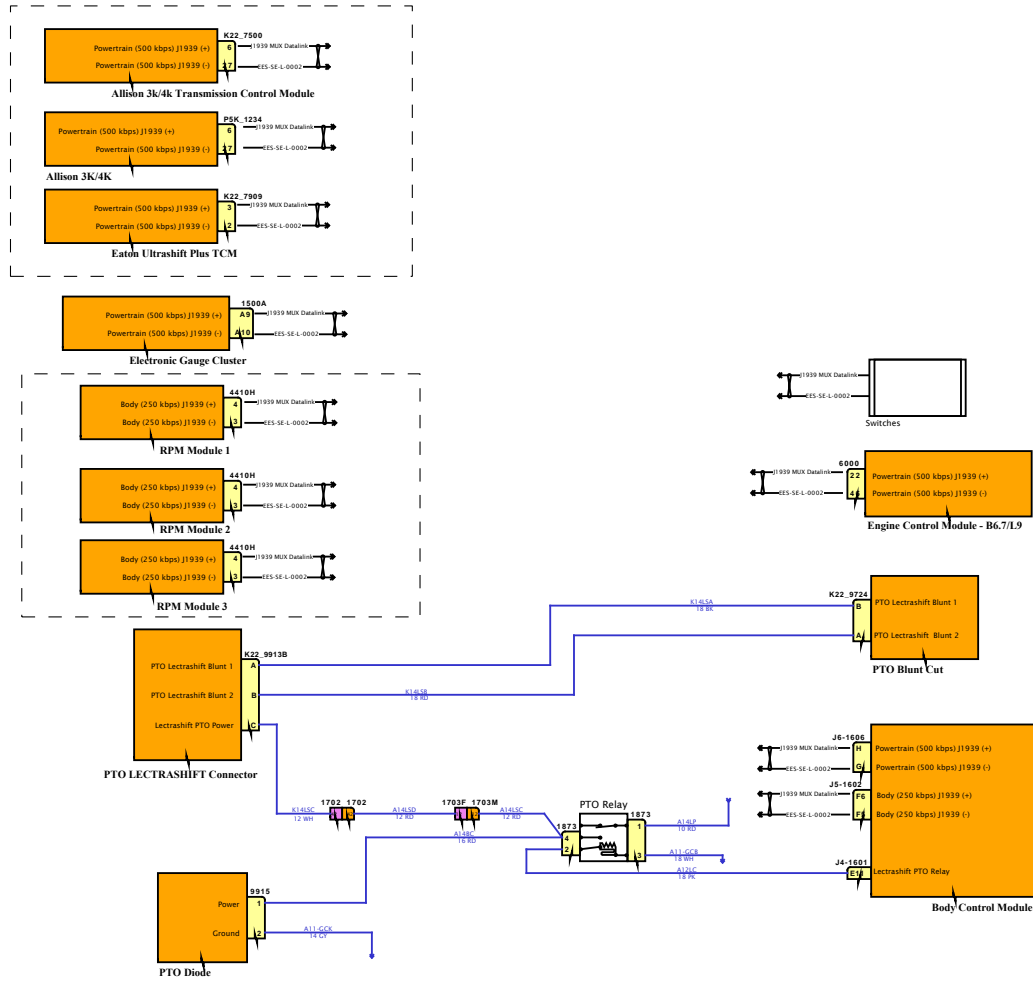 K22_7500
Powertrain (500 kbps) J1939 (+)
6
J1939 MUX Datalink
Powertrain (500 kbps) J1939 (-)
27
EES-SE-L-0002
Allison 3k/4k Transmission Control Module
P5K_1234
Powertrain (500 kbps) J1939 (+)
6
J1939 MUX Datalink
Powertrain (500 kbps) J1939 (-)
27
EES-SE-L-0002
Allison 3K/4K
K22_7909
Powertrain (500 kbps) J1939 (+)
3
J1939 MUX Datalink
Powertrain (500 kbps) J1939 (-)
2
EES-SE-L-0002
Eaton Ultrashift Plus TCM
1500A
Powertrain (500 kbps) J1939 (+)
A9
J1939 MUX Datalink
Powertrain (500 kbps) J1939 (-)
A10
EES-SE-L-0002
Electronic Gauge Cluster
4410H
Body (250 kbps) J1939 (+)
4
J1939 MUX Datalink
Body (250 kbps) J1939 (-)
3
EES-SE-L-0002
RPM Module 1
4410H
Body (250 kbps) J1939 (+)
4
J1939 MUX Datalink
Body (250 kbps) J1939 (-)
3
EES-SE-L-0002
RPM Module 2
4410H
Body (250 kbps) J1939 (+)
4
J1939 MUX Datalink
Body (250 kbps) J1939 (-)
3
EES-SE-L-0002
RPM Module 3
J1939 MUX Datalink
EES-SE-L-0002
Switches
6000
J1939 MUX Datalink
22
Powertrain (500 kbps) J1939 (+)
EES-SE-L-0002
46
Powertrain (500 kbps) J1939 (-)
Engine Control Module - B6.7/L9
K22_9724
K14LSA
18 BK
B
PTO Lectrashift Blunt 1
A
PTO Lectrashift Blunt 2
PTO Blunt Cut
K22_9913B
PTO Lectrashift Blunt 1
A
PTO Lectrashift Blunt 2
B
K14LSB
18 RD
Lectrashift PTO Power
C
PTO LECTRASHIFT Connector
J6-1606
J1939 MUX Datalink
H
Powertrain (500 kbps) J1939 (+)
EES-SE-L-0002
G
Powertrain (500 kbps) J1939 (-)
J5-1602
J1939 MUX Datalink
F6
Body (250 kbps) J1939 (+)
EES-SE-L-0002
Body (250 kbps) J1939 (-)
J4-1601
E11
Lectrashift PTO Relay
Body Control Module
K14LSC
12 WH
1702 1702
K14LSD
12 RD
1703F 1703M
K14LSC
12 RD
PTO Relay
1873
1873
4
2
1
3
A14LP
10 RD
A14BC
16 RD
A11-GCB
18 WH
A12LC
18 PK
9915
Power
1
Ground
2
A11-GCK
14 GY
PTO Diode